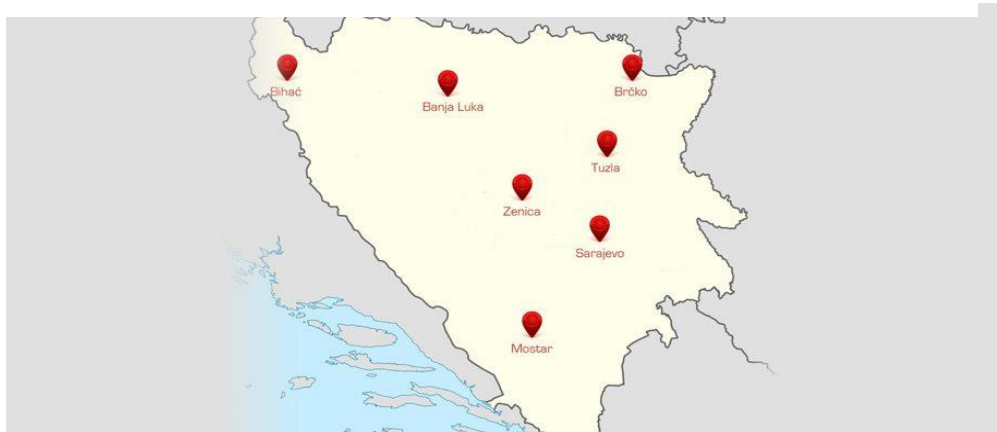 Bihać
Brčko
Banja Luka
Tuzla
Zenica
Sarajevo
Mostar